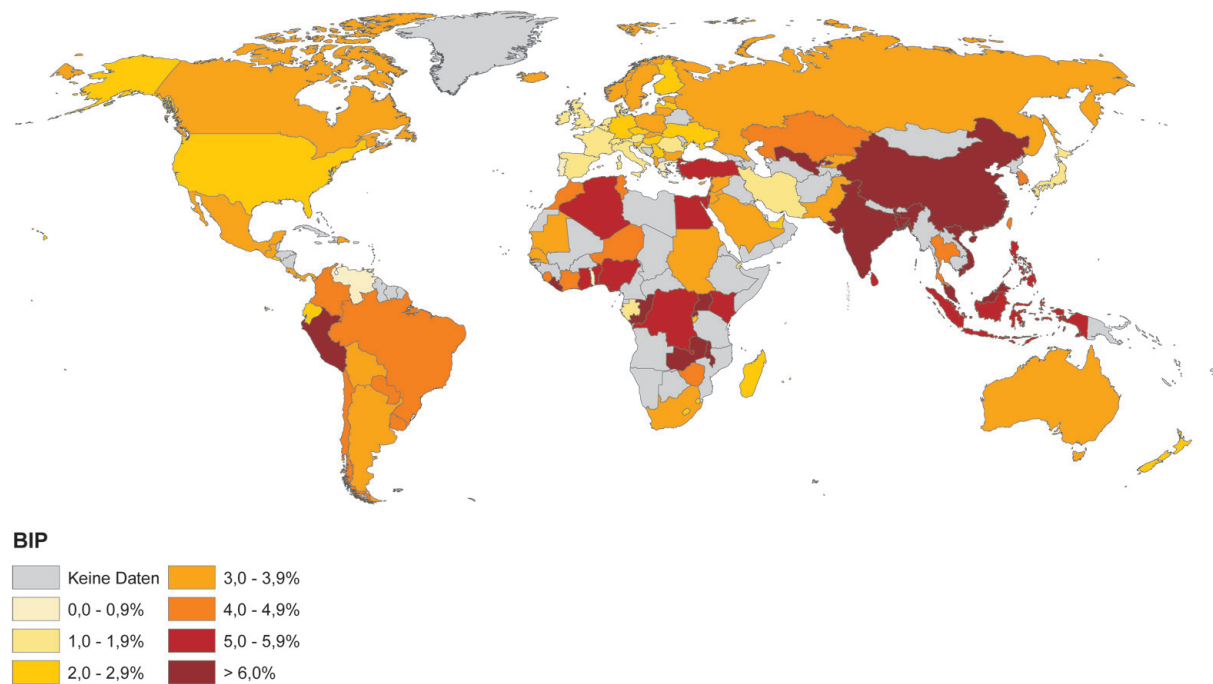 BIP
Keine Daten
0,0 - 0,9%
1,0 - 1,9%
2,0 - 2,9%
3,0 - 3,9%
4,0 - 4,9%
5,0 - 5,9%
> 6,0%